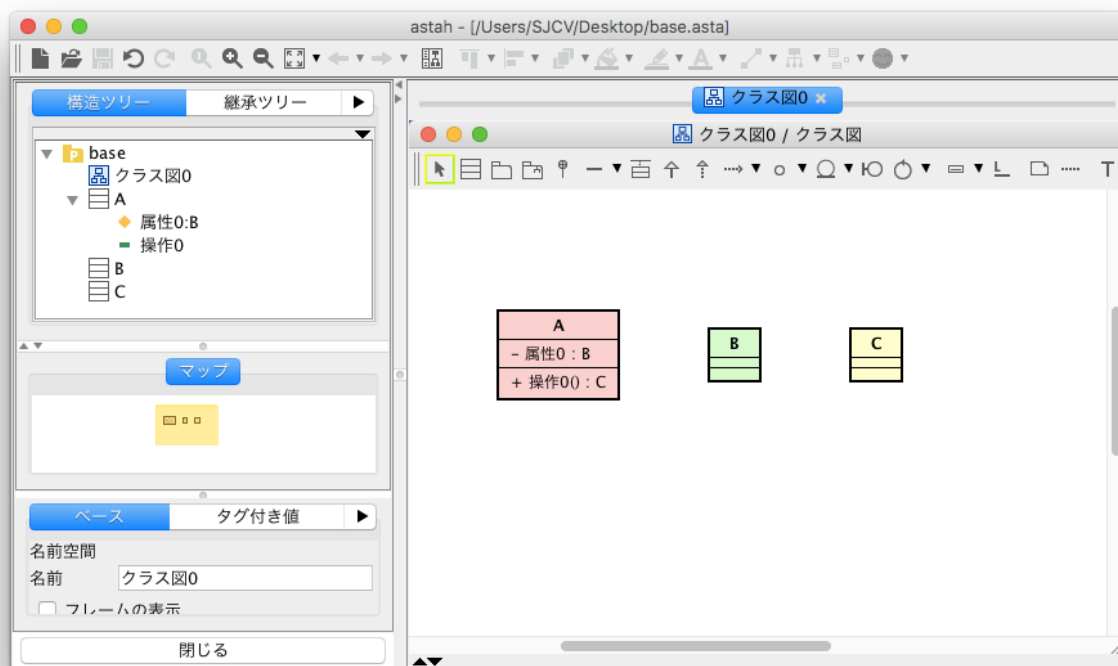 astah - [/Users/SJCV/Desktop/base.asta]
構造ツリー
継承ツリー
base
クラス図0
A
属性0:B
操作0
B
C
マップ
ベース
タグ付き値
名前空間
名前
クラス図0
フレームの表示
閉じる
クラス図0
クラス図0 / クラス図
T
A
- 属性0 : B
+ 操作0() : C
B
C